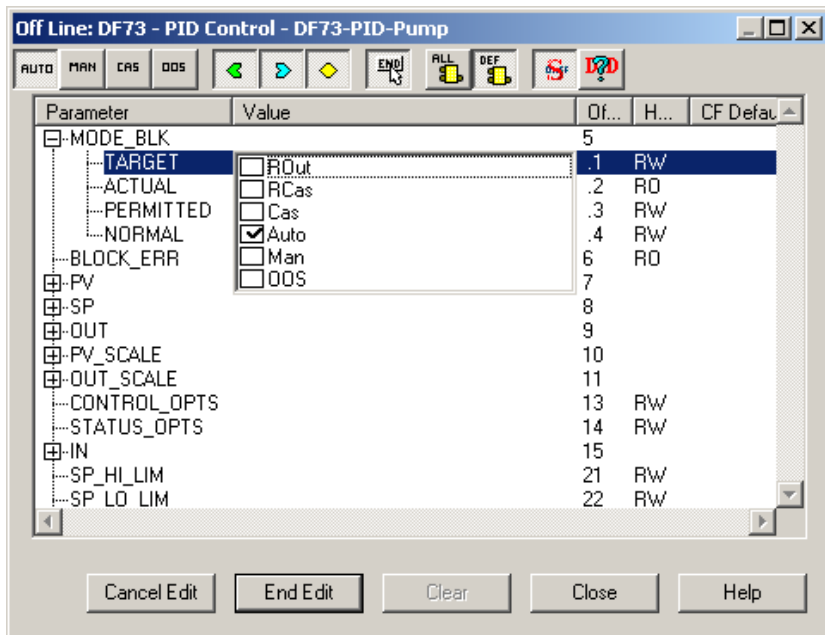 Off Line: DF73 - PID Control - DF73-PID-Pump
AUTO MAN CAS OOS END ALL DEF
Parameter Value Of... H... CF Defau
MODE_BLK 5
TARGET ROut .1 RW
ACTUAL RCas .2 RO
PERMITTED Cas .3 RW
NORMAL Auto .4 RW
BLOCK_ERR Man 6 RO
PV OOS 7
SP 8
OUT 9
PV_SCALE 10
OUT_SCALE 11
CONTROL_OPTS 13 RW
STATUS_OPTS 14 RW
IN 15
SP_HI_LIM 21 RW
SP_LO_LIM 22 RW
Cancel Edit End Edit Clear Close Help